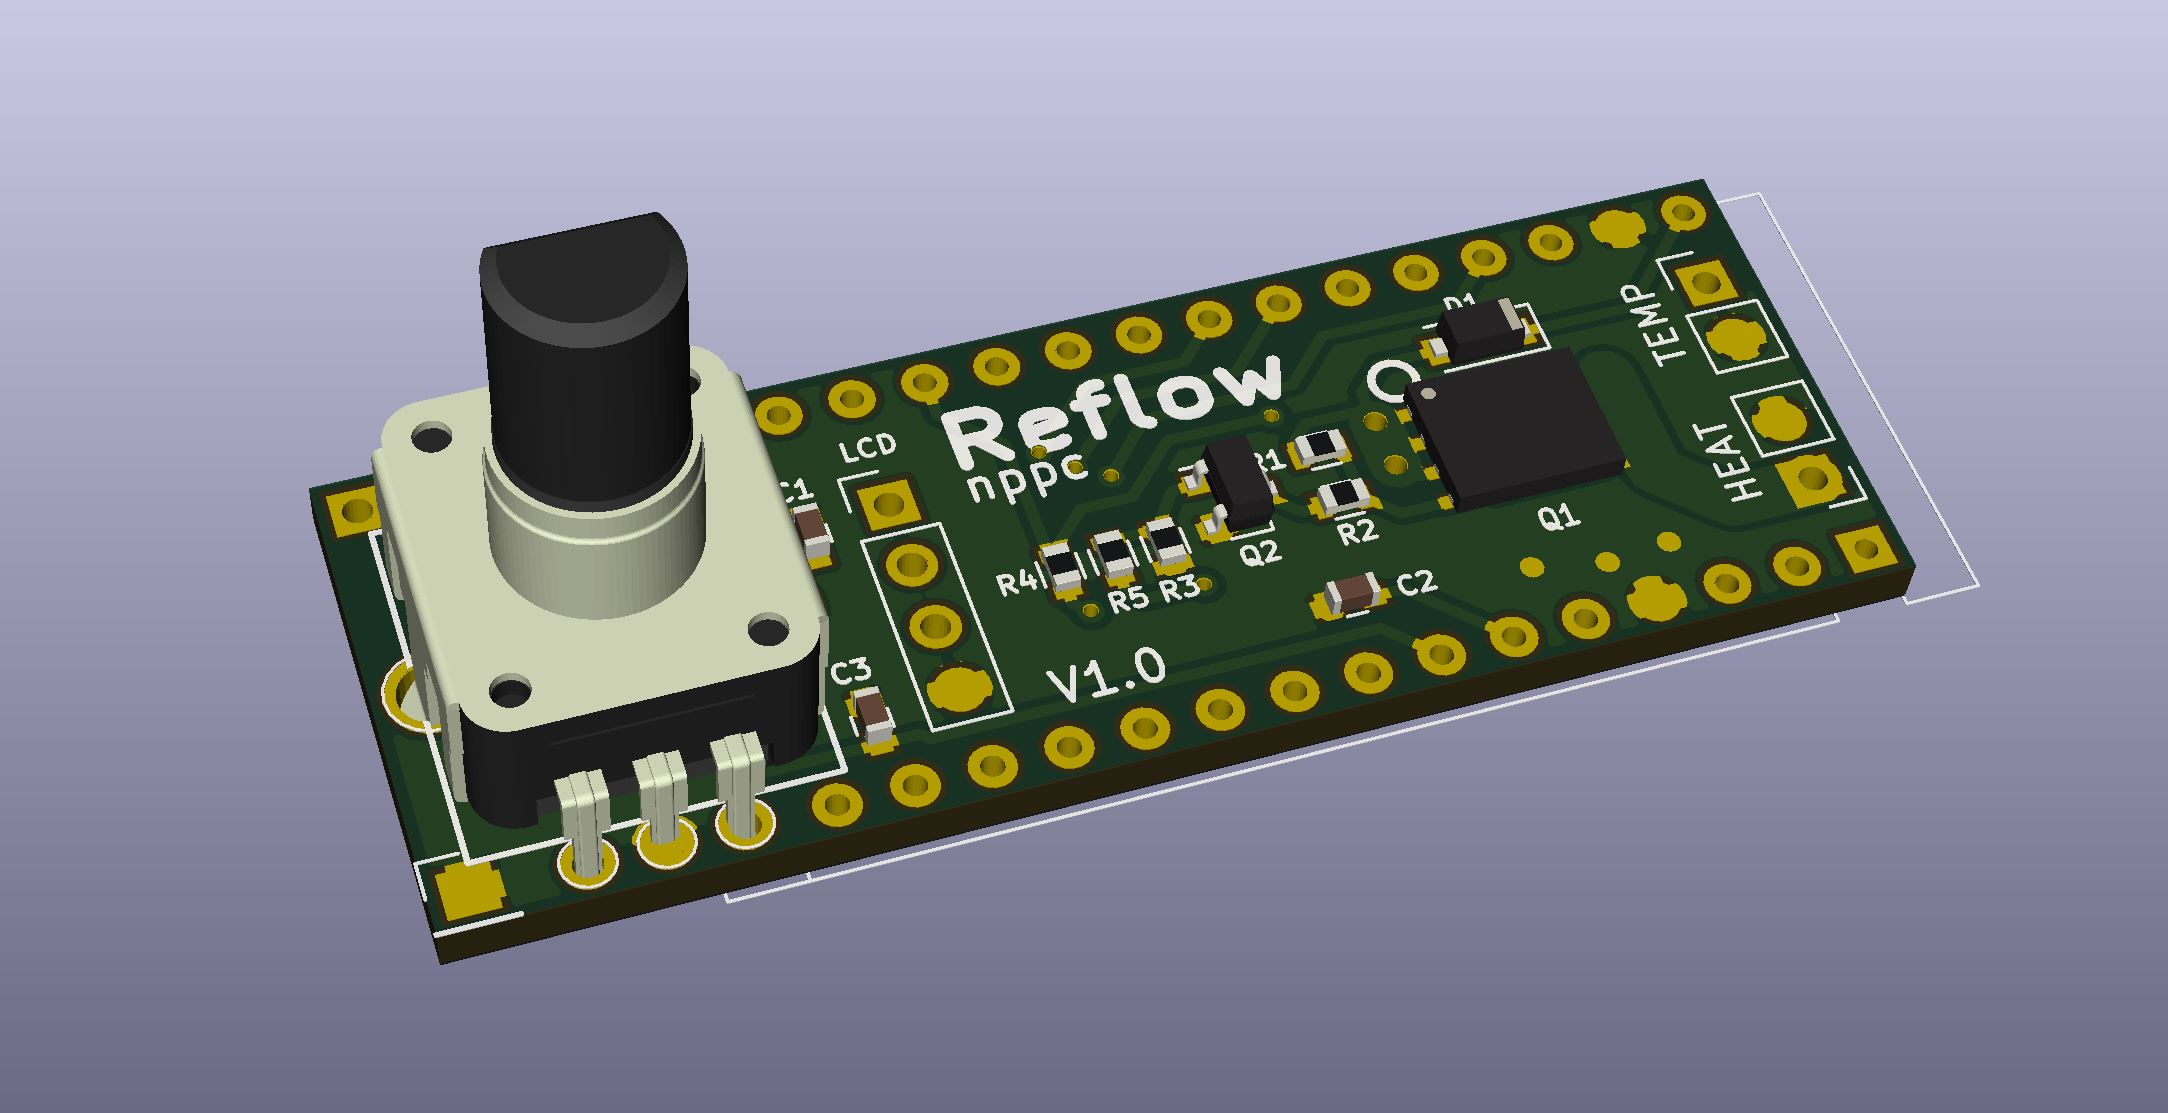 D1
TEMP
Reflow
nppc
LCD
HEAT
C1
R1
Q1
R2
Q2
R4
R5
R3
C2
C3
V1.0